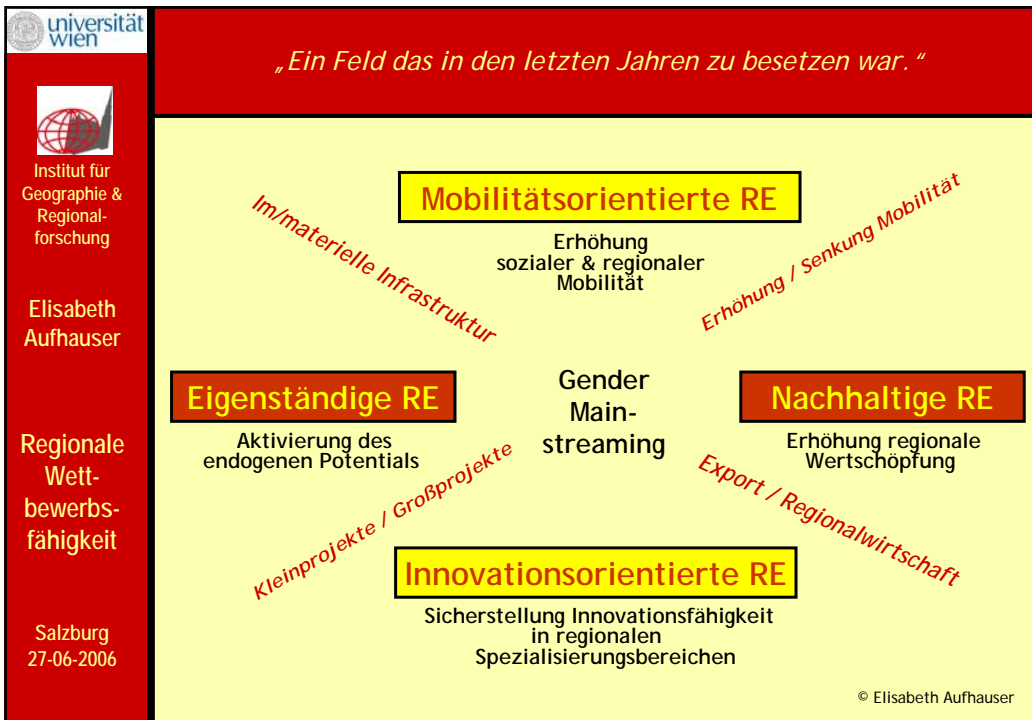 universität
wien
Institut für
Geographie &
Regional-
forschung
Elisabeth
Aufhauser
Regionale
Wett-
bewerbs-
fähigkeit
Salzburg
27-06-2006
„Ein Feld das in den letzten Jahren zu besetzen war.“
Mobilitätsorientierte RE
Erhöhung
sozialer & regionaler
Mobilität
Im/materielle Infrastruktur
Erhöhung / Senkung Mobilität
Eigenständige RE
Aktivierung des
endogenen Potentials
Gender
Main-
streaming
Nachhaltige RE
Erhöhung regionale
Wertschöpfung
Kleinprojekte / Großprojekte
Export / Regionalwirtschaft
Innovationsorientierte RE
Sicherstellung Innovationsfähigkeit
in regionalen
Spezialisierungsbereichen
© Elisabeth Aufhauser